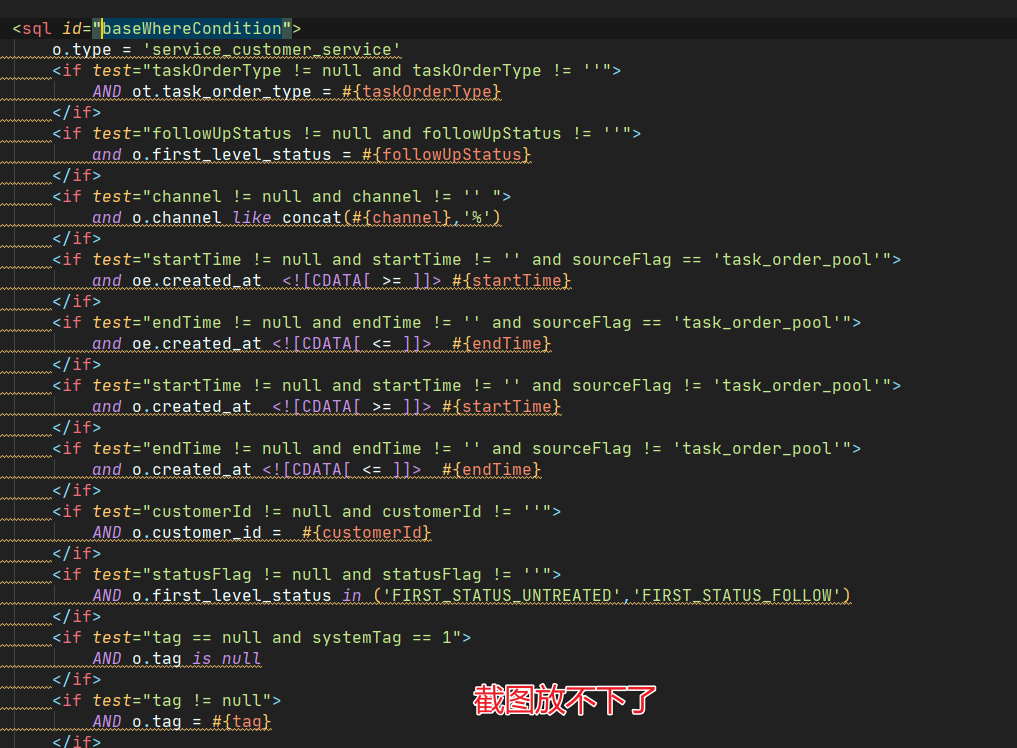 <sql id="baseWhereCondition">
o.type = 'service_customer_service'
<if test="taskOrderType != null and taskOrderType != ''">
AND ot.task_order_type = #{taskOrderType}
</if>
<if test="followUpStatus != null and followUpStatus != ''">
and o.first_level_status = #{followUpStatus}
</if>
<if test="channel != null and channel != '' ">
and o.channel like concat(#{channel},'%')
</if>
<if test="startTime != null and startTime != '' and sourceFlag == 'task_order_pool'">
and oe.created_at  <![CDATA[ >= ]]> #{startTime}
</if>
<if test="endTime != null and endTime != '' and sourceFlag == 'task_order_pool'">
and oe.created_at <![CDATA[ <= ]]>  #{endTime}
</if>
<if test="startTime != null and startTime != '' and sourceFlag != 'task_order_pool'">
and o.created_at  <![CDATA[ >= ]]> #{startTime}
</if>
<if test="endTime != null and endTime != '' and sourceFlag != 'task_order_pool'">
and o.created_at <![CDATA[ <= ]]>  #{endTime}
</if>
<if test="customerId != null and customerId != ''">
AND o.customer_id =  #{customerId}
</if>
<if test="statusFlag != null and statusFlag != ''">
AND o.first_level_status in ('FIRST_STATUS_UNTREATED','FIRST_STATUS_FOLLOW')
</if>
<if test="tag == null and systemTag == 1">
AND o.tag is null
</if>
<if test="tag != null">
AND o.tag = #{tag}
</if>
截图放不下了